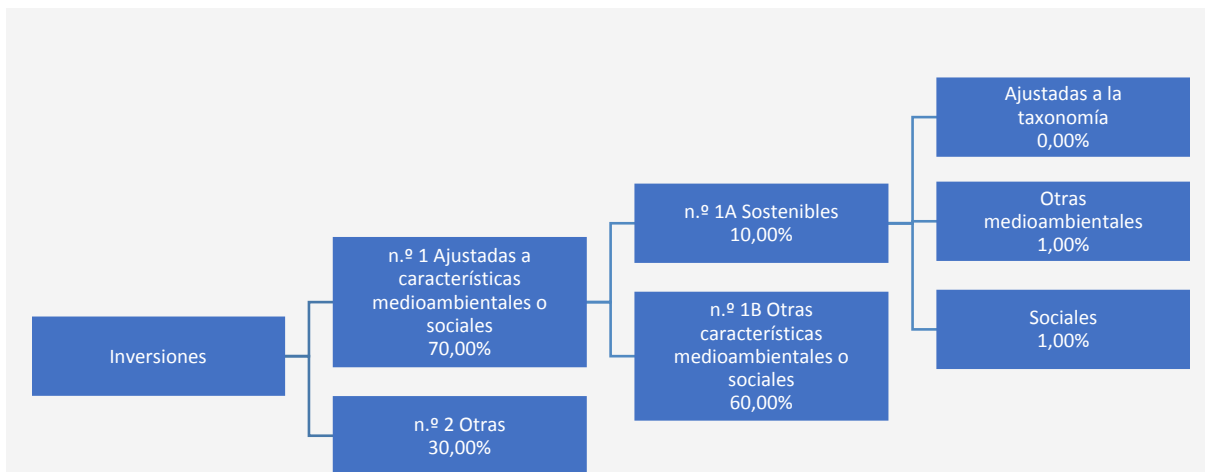 Inversiones
n.º 1 Ajustadas a
características
medioambientales o
sociales
70,00%
n.º 2 Otras
30,00%
n.º 1A Sostenibles
10,00%
n.º 1B Otras
características
medioambientales o
sociales
60,00%
Ajustadas a la
taxonomía
0,00%
Otras
medioambientales
1,00%
Sociales
1,00%